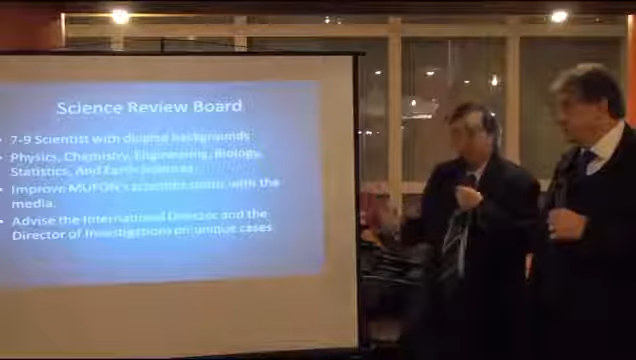 Science Review Board
• 7-9 Scientist with diverse backgrounds
• Physics, Chemistry, Engineering, Biology,
Statistics, And Earth Sciences
• Improve MUFON's scientific status with the
media.
• Advise the International Director and the
Director of Investigations on unique cases